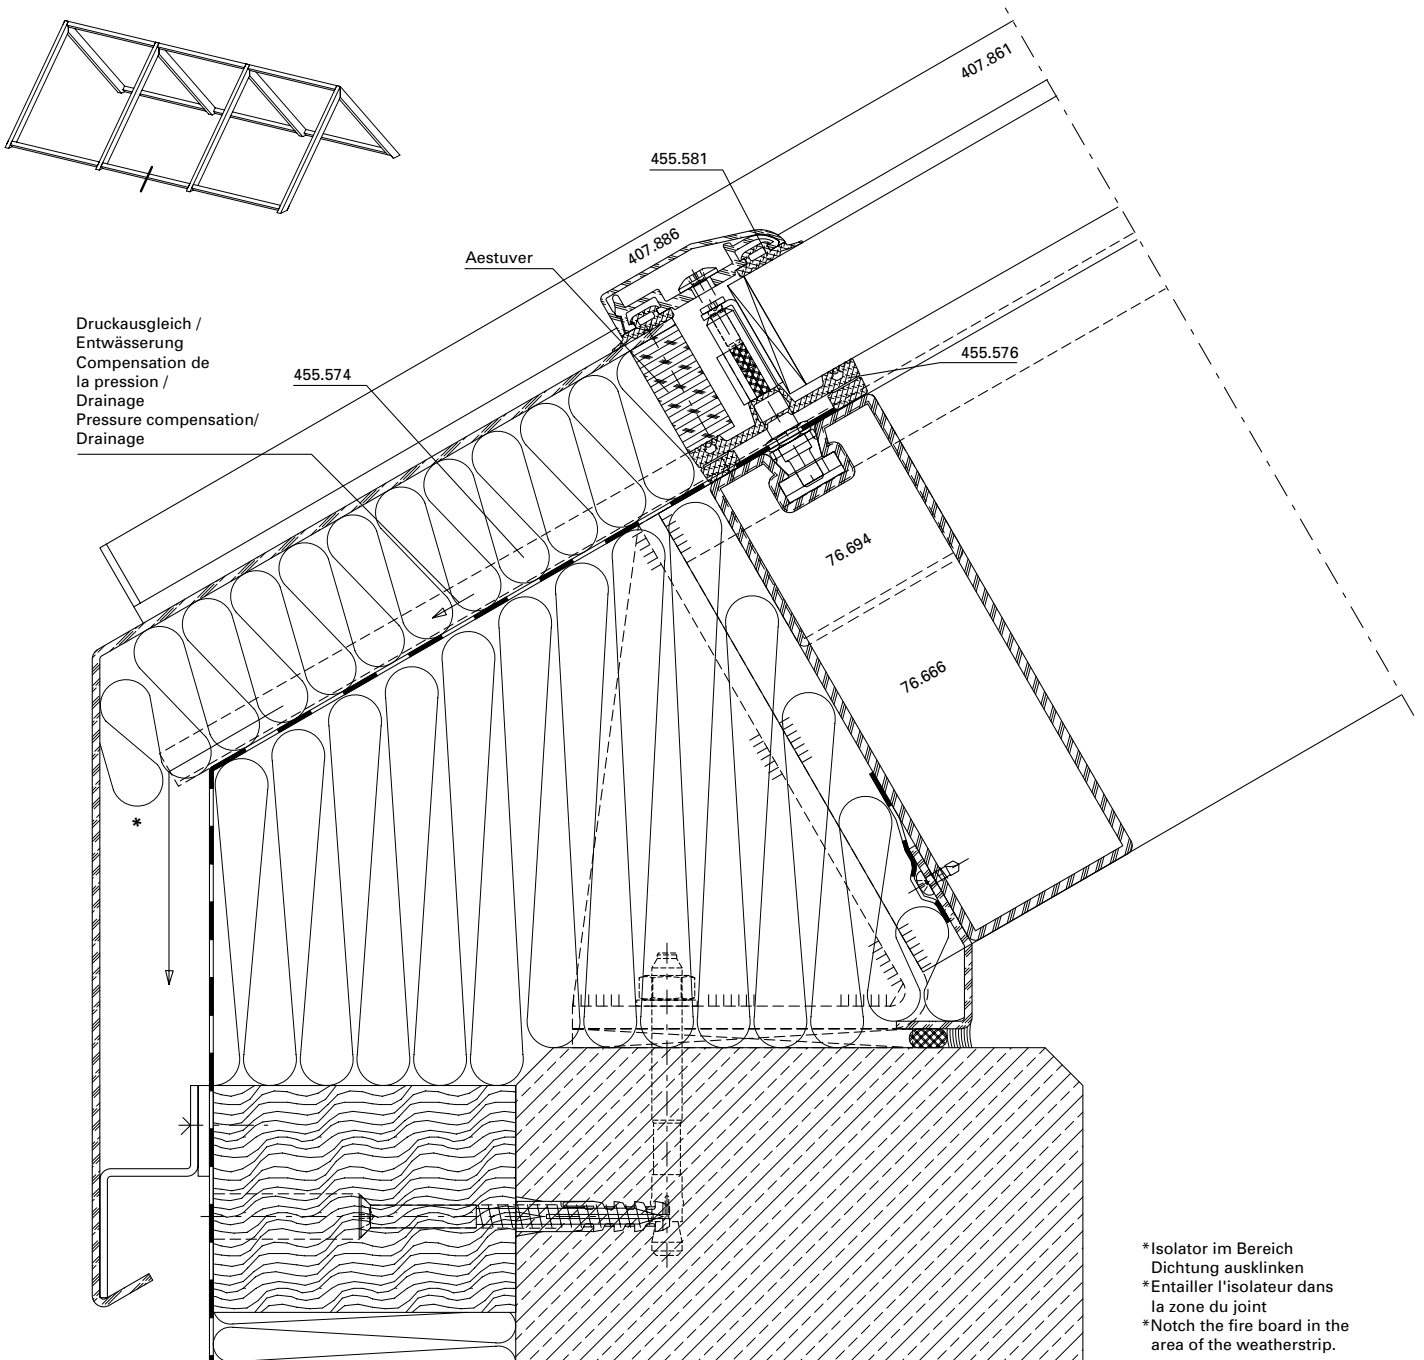 407.861
455.581
407.886
Aestuver
Druckausgleich /
Entwässerung
Compensation de
la pression /
Drainage
Pressure compensation/
Drainage
455.574
455.576
76.694
76.666
*
*Isolator im Bereich
Dichtung ausklinken
*Entailler l'isolateur dans
la zone du joint
*Notch the fire board in the
area of the weatherstrip.